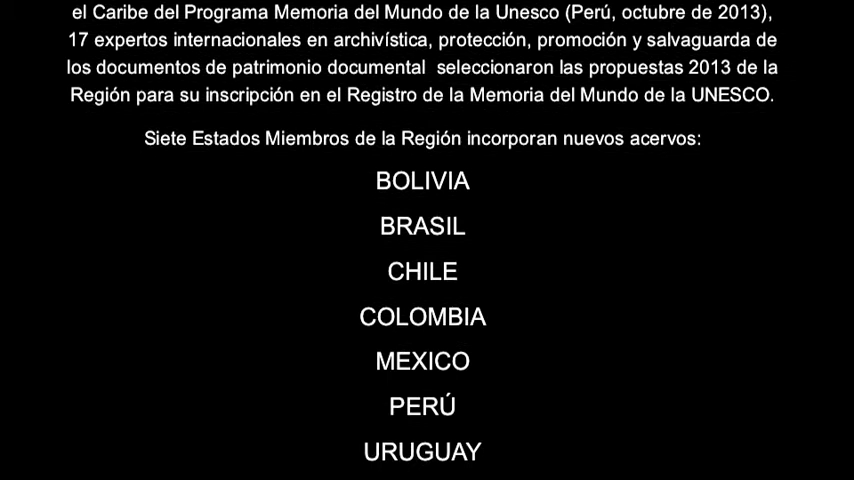 el Caribe del Programa Memoria del Mundo de la Unesco (Perú, octubre de 2013),
17 expertos internacionales en archivística, protección, promoción y salvaguarda de
los documentos de patrimonio documental  seleccionaron las propuestas 2013 de la
Región para su inscripción en el Registro de la Memoria del Mundo de la UNESCO.
Siete Estados Miembros de la Región incorporan nuevos acervos:
BOLIVIA
BRASIL
CHILE
COLOMBIA
MEXICO
PERÚ
URUGUAY